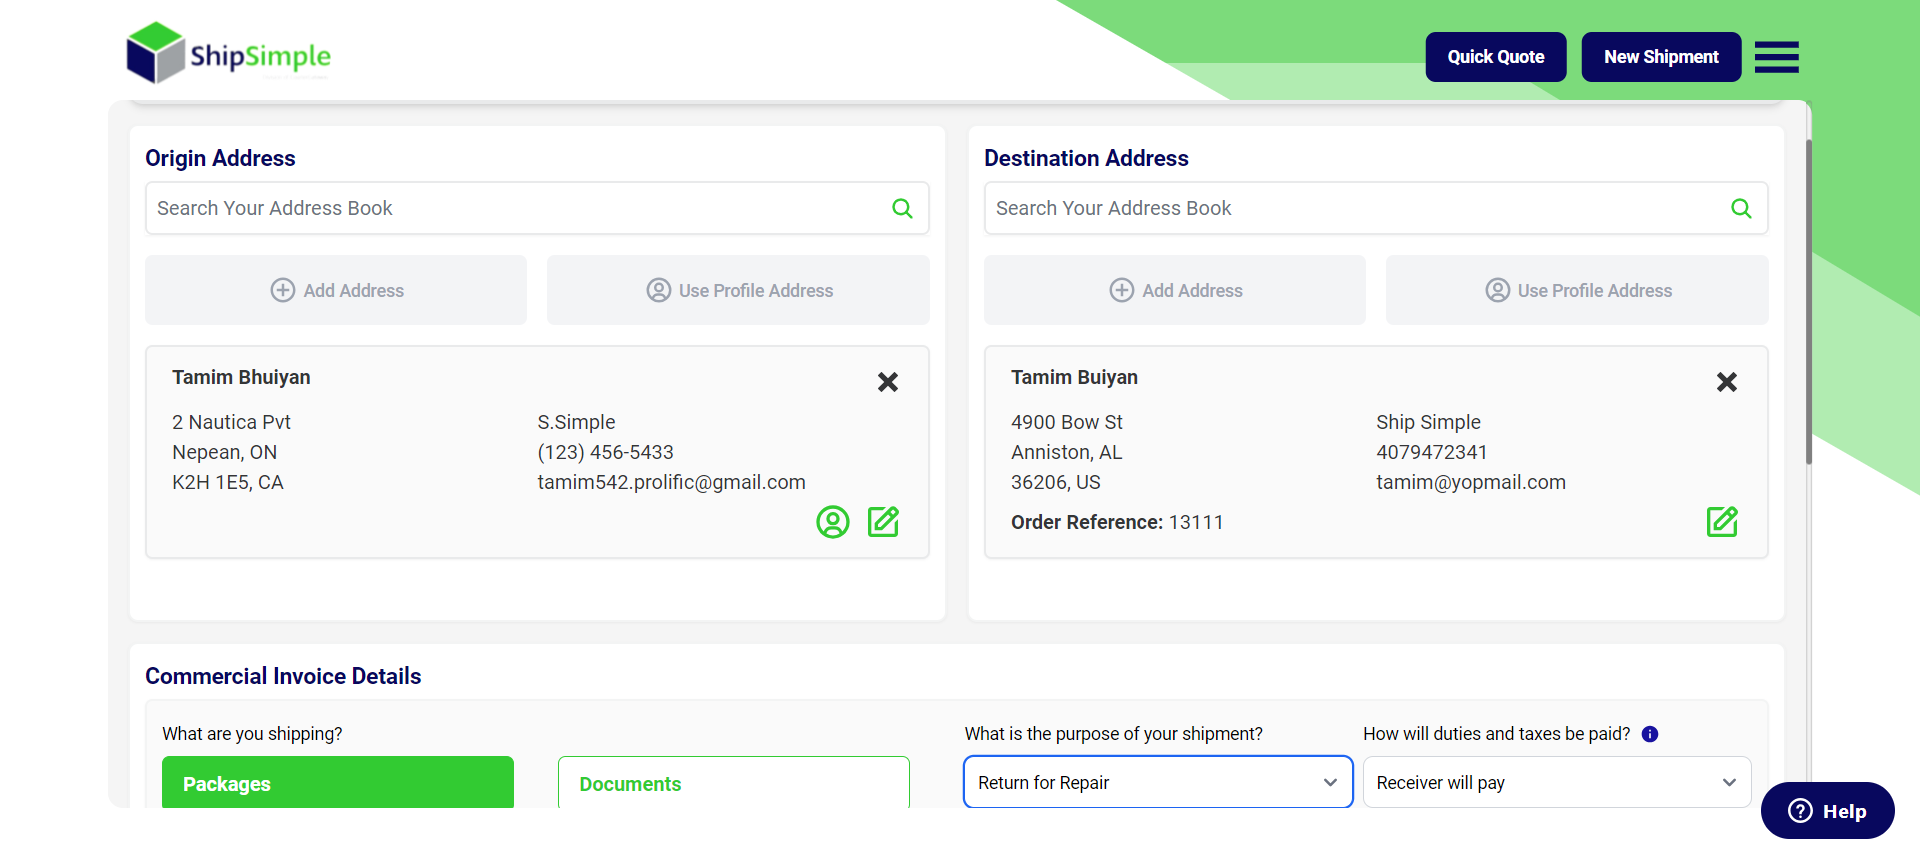 ShipSimple
Quick Quote
New Shipment
Origin Address
Search Your Address Book
Add Address
Use Profile Address
Tamim Bhuiyan
2 Nautica Pvt
Nepean, ON
K2H 1E5, CA
S.Simple
(123) 456-5433
tamim542.prolific@gmail.com
Destination Address
Search Your Address Book
Add Address
Use Profile Address
Tamim Buiyan
4900 Bow St
Anniston, AL
36206, US
Ship Simple
4079472341
tamim@yopmail.com
Order Reference: 13111
Commercial Invoice Details
What are you shipping?
Packages
Documents
What is the purpose of your shipment?
Return for Repair
How will duties and taxes be paid?
Receiver will pay
Help